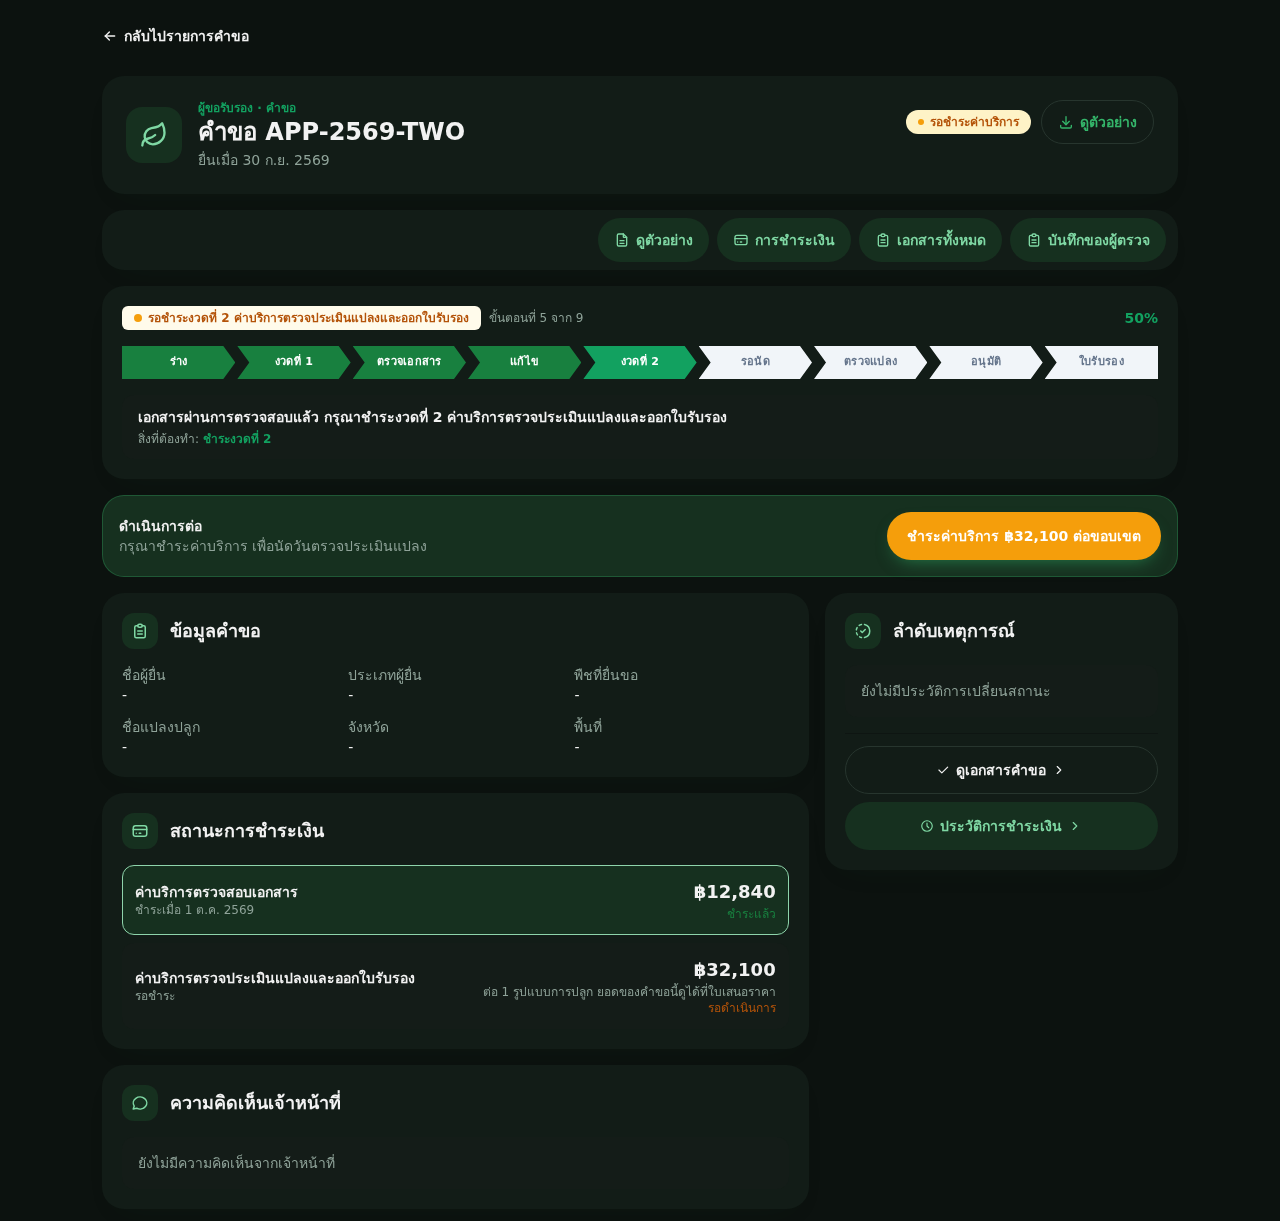 กลับไปรายการคำขอ
ผู้ขอรับรอง · คำขอ
คำขอ APP-2569-TWO
ยื่นเมื่อ 30 ก.ย. 2569
รอชำระค่าบริการ
ดูตัวอย่าง
ดูตัวอย่าง
การชำระเงิน
เอกสารทั้งหมด
บันทึกของผู้ตรวจ
รอชำระงวดที่ 2 ค่าบริการตรวจประเมินแปลงและออกใบรับรอง
ขั้นตอนที่ 5 จาก 9
50%
ร่าง
งวดที่ 1
ตรวจเอกสาร
แก้ไข
งวดที่ 2
รอนัด
ตรวจแปลง
อนุมัติ
ใบรับรอง
เอกสารผ่านการตรวจสอบแล้ว กรุณาชำระงวดที่ 2 ค่าบริการตรวจประเมินแปลงและออกใบรับรอง
สิ่งที่ต้องทำ: ชำระงวดที่ 2
ดำเนินการต่อ
กรุณาชำระค่าบริการ เพื่อนัดวันตรวจประเมินแปลง
ชำระค่าบริการ ฿32,100 ต่อขอบเขต
ข้อมูลคำขอ
ชื่อผู้ยื่น
-
ประเภทผู้ยื่น
-
พืชที่ยื่นขอ
-
ชื่อแปลงปลูก
-
จังหวัด
-
พื้นที่
-
ลำดับเหตุการณ์
ยังไม่มีประวัติการเปลี่ยนสถานะ
ดูเอกสารคำขอ
ประวัติการชำระเงิน
สถานะการชำระเงิน
ค่าบริการตรวจสอบเอกสาร
ชำระเมื่อ 1 ต.ค. 2569
฿12,840
ชำระแล้ว
ค่าบริการตรวจประเมินแปลงและออกใบรับรอง
รอชำระ
฿32,100
ต่อ 1 รูปแบบการปลูก ยอดของคำขอนี้ดูได้ที่ใบเสนอราคา
รอดำเนินการ
ความคิดเห็นเจ้าหน้าที่
ยังไม่มีความคิดเห็นจากเจ้าหน้าที่